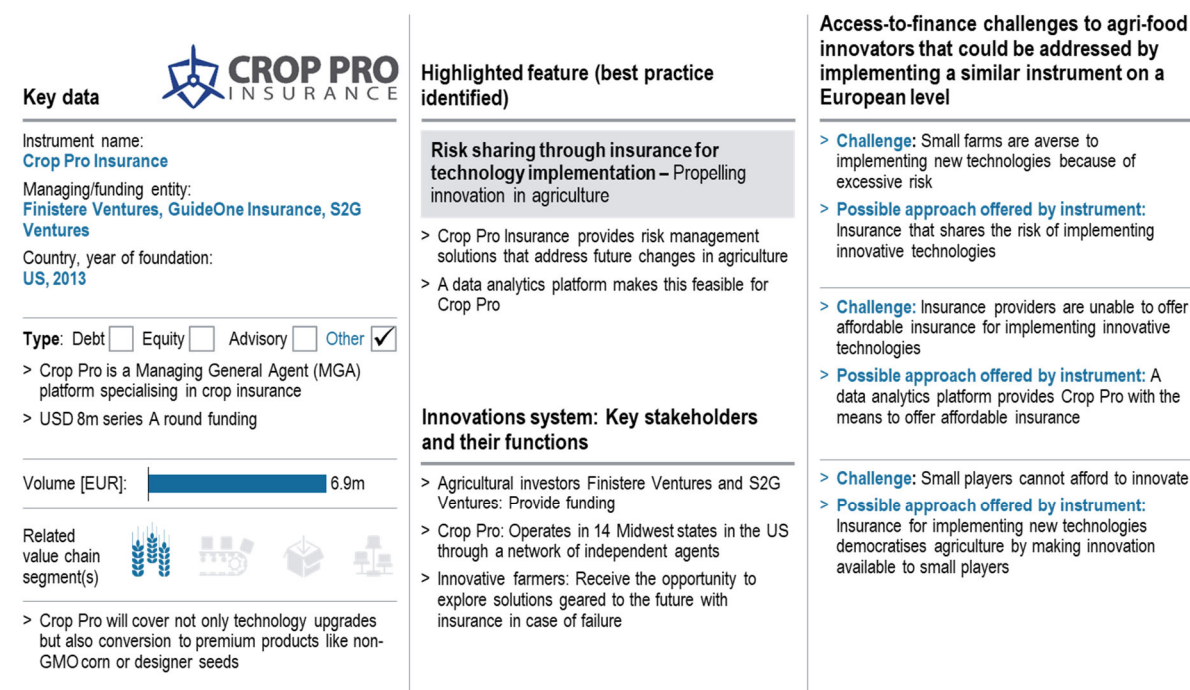 Key data
CROP PRO
INSURANCE
Instrument name:
Crop Pro Insurance
Managing/funding entity:
Finistere Ventures, GuideOne Insurance, S2G
Ventures
Country, year of foundation:
US, 2013
Type: Debt Equity Advisory Other ✓
> Crop Pro is a Managing General Agent (MGA)
platform specialising in crop insurance
> USD 8m series A round funding
Volume [EUR]: 6.9m
Related
value chain
segment(s)
> Crop Pro will cover not only technology upgrades
but also conversion to premium products like non-
GMO corn or designer seeds
Highlighted feature (best practice
identified)
Risk sharing through insurance for
technology implementation – Propelling
innovation in agriculture
> Crop Pro Insurance provides risk management
solutions that address future changes in agriculture
> A data analytics platform makes this feasible for
Crop Pro
Innovations system: Key stakeholders
and their functions
> Agricultural investors Finistere Ventures and S2G
Ventures: Provide funding
> Crop Pro: Operates in 14 Midwest states in the US
through a network of independent agents
> Innovative farmers: Receive the opportunity to
explore solutions geared to the future with
insurance in case of failure
Access-to-finance challenges to agri-food
innovators that could be addressed by
implementing a similar instrument on a
European level
> Challenge: Small farms are averse to
implementing new technologies because of
excessive risk
> Possible approach offered by instrument:
Insurance that shares the risk of implementing
innovative technologies
> Challenge: Insurance providers are unable to offer
affordable insurance for implementing innovative
technologies
> Possible approach offered by instrument: A
data analytics platform provides Crop Pro with the
means to offer affordable insurance
> Challenge: Small players cannot afford to innovate
> Possible approach offered by instrument:
Insurance for implementing new technologies
democratises agriculture by making innovation
available to small players